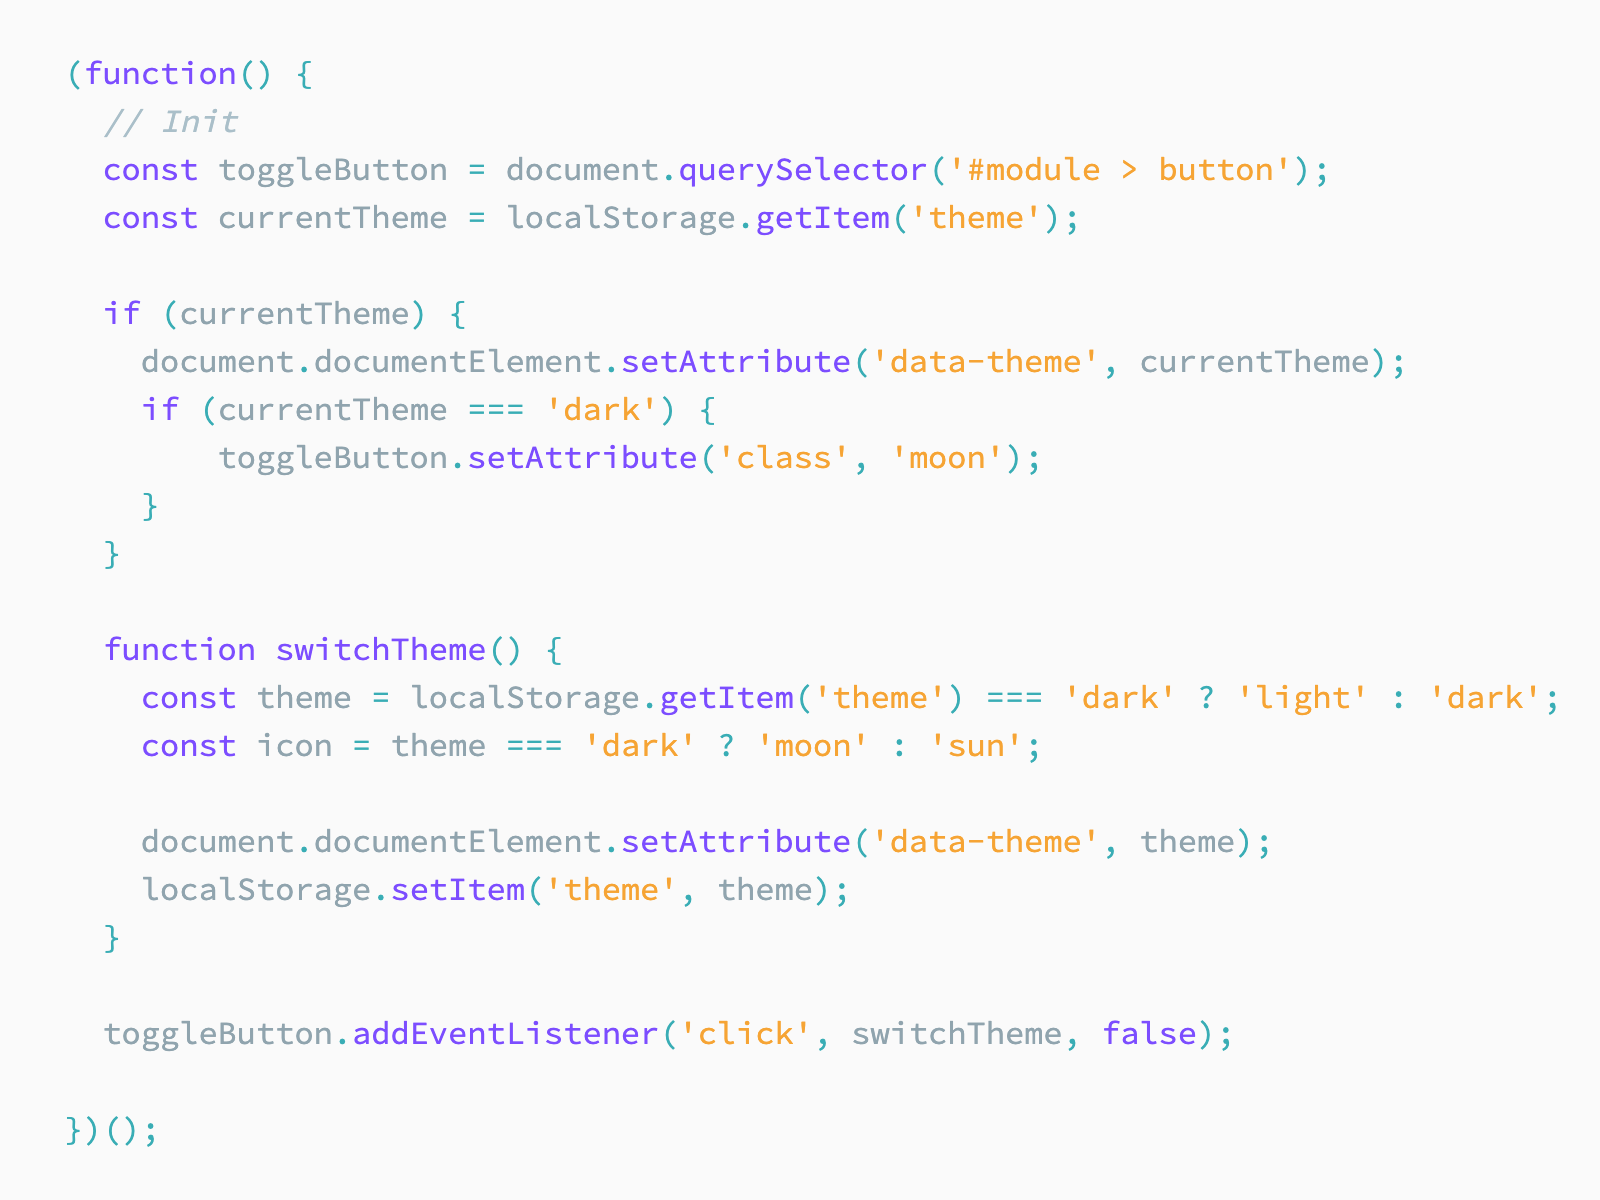 (function() {
  // Init
  const toggleButton = document.querySelector('#module > button');
  const currentTheme = localStorage.getItem('theme');

  if (currentTheme) {
    document.documentElement.setAttribute('data-theme', currentTheme);
    if (currentTheme === 'dark') {
        toggleButton.setAttribute('class', 'moon');
    }
  }

  function switchTheme() {
    const theme = localStorage.getItem('theme') === 'dark' ? 'light' : 'dark';
    const icon = theme === 'dark' ? 'moon' : 'sun';

    document.documentElement.setAttribute('data-theme', theme);
    localStorage.setItem('theme', theme);
  }

  toggleButton.addEventListener('click', switchTheme, false);

})();